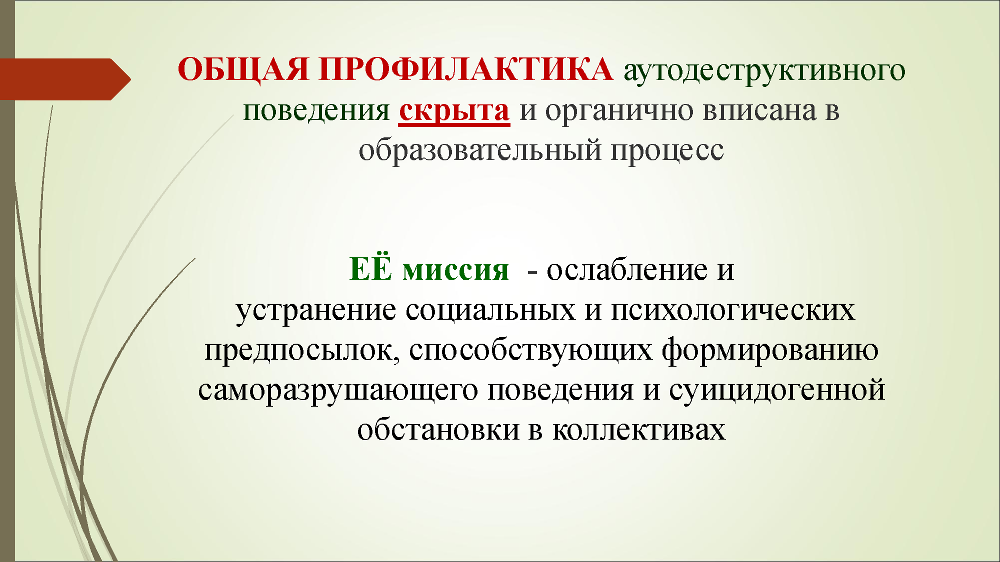 ОБЩАЯ ПРОФИЛАКТИКА аутодеструктивного
поведения скрыта и органично вписана в
образовательный процесс
ЕЁ миссия - ослабление и
устранение социальных и психологических
предпосылок, способствующих формированию
саморазрушающего поведения и суицидогенной
обстановки в коллективах